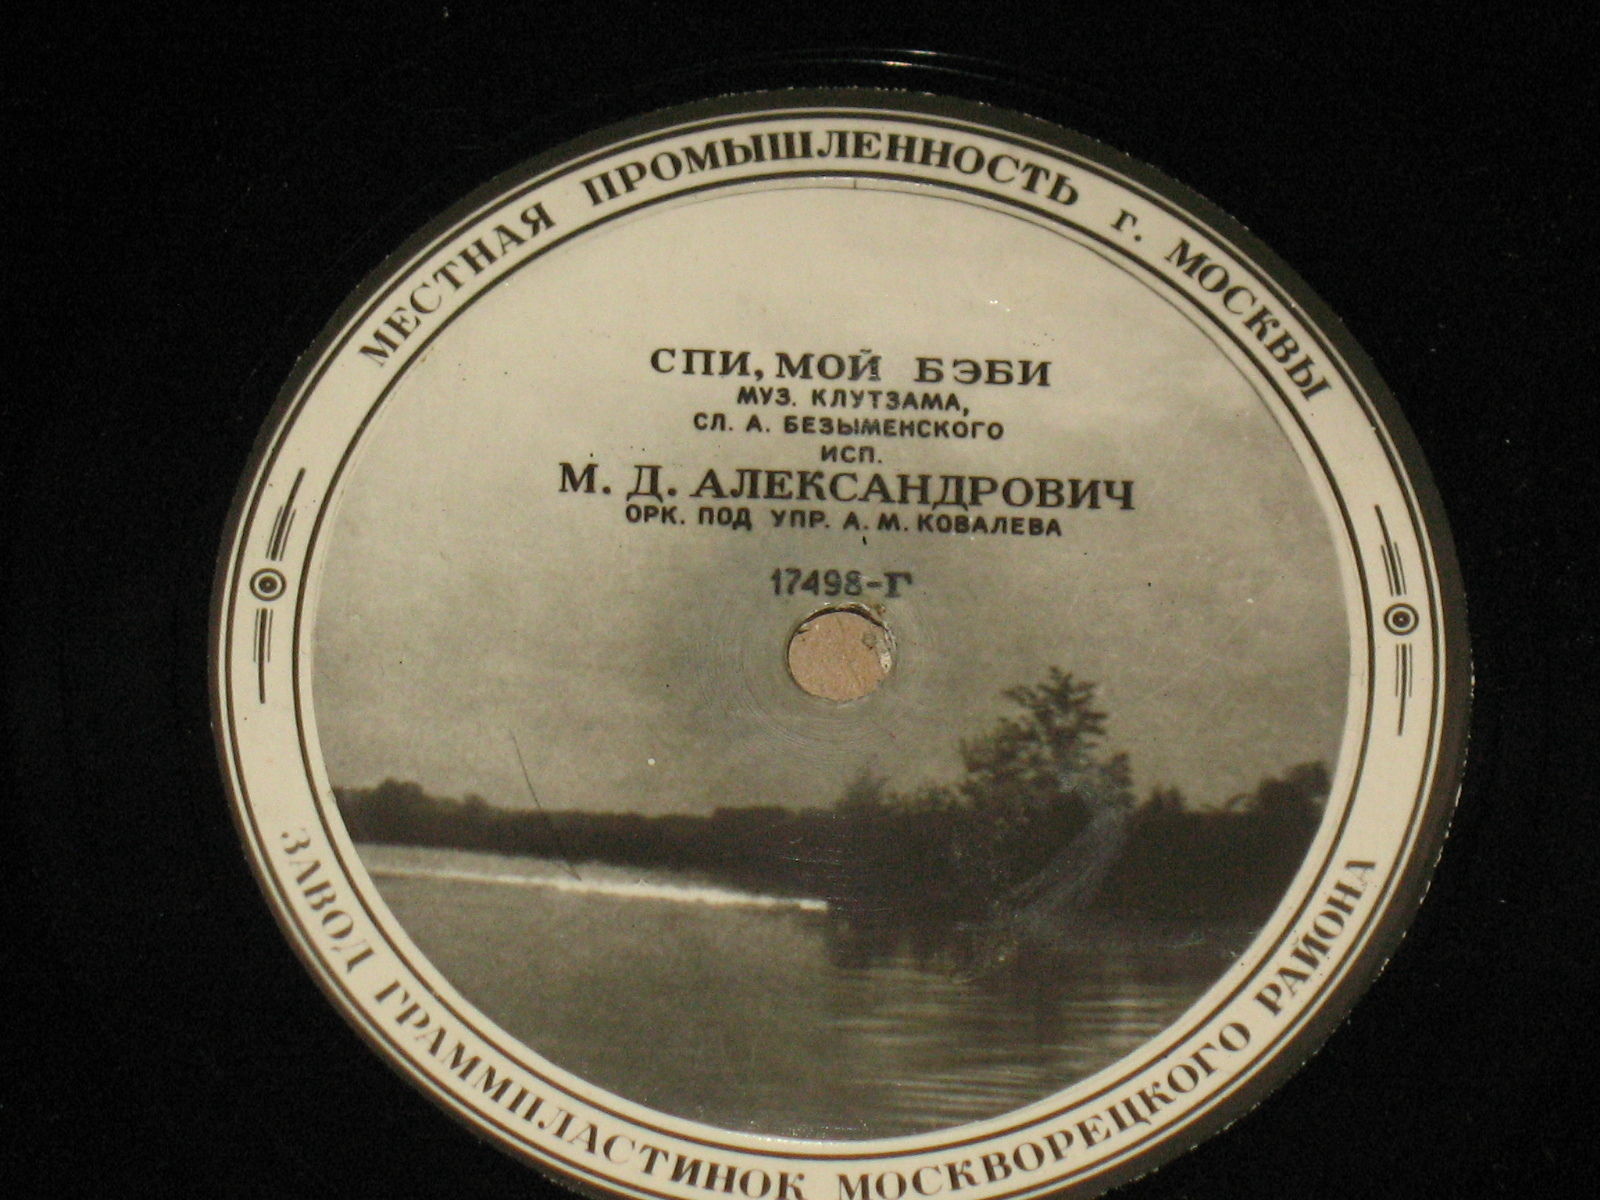 МЕСТНАЯ ПРОМЫШЛЕННОСТЬ г. МОСКВЫ
СПИ, МОЙ БЭБИ
МУЗ. КЛУТЗАМА,
СЛ. А. БЕЗЫМЕНСКОГО
ИСП.
М. Д. АЛЕКСАНДРОВИЧ
ОРК. ПОД УПР. А. М. КОВАЛЕВА
17498-Г
ЗАВОД ГРАММПЛАСТИНОК МОСКВОРЕЦКОГО РАЙОНА